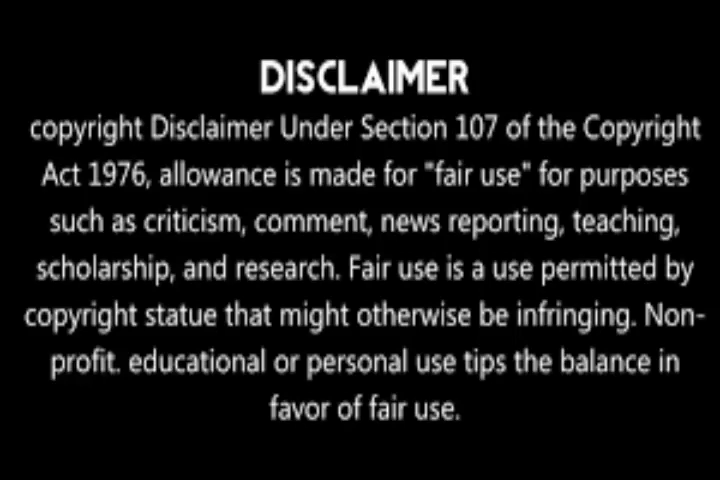 DISCLAIMER
copyright Disclaimer Under Section 107 of the Copyright
Act 1976, allowance is made for "fair use" for purposes
such as criticism, comment, news reporting, teaching,
scholarship, and research. Fair use is a use permitted by
copyright statue that might otherwise be infringing. Non-
profit. educational or personal use tips the balance in
favor of fair use.